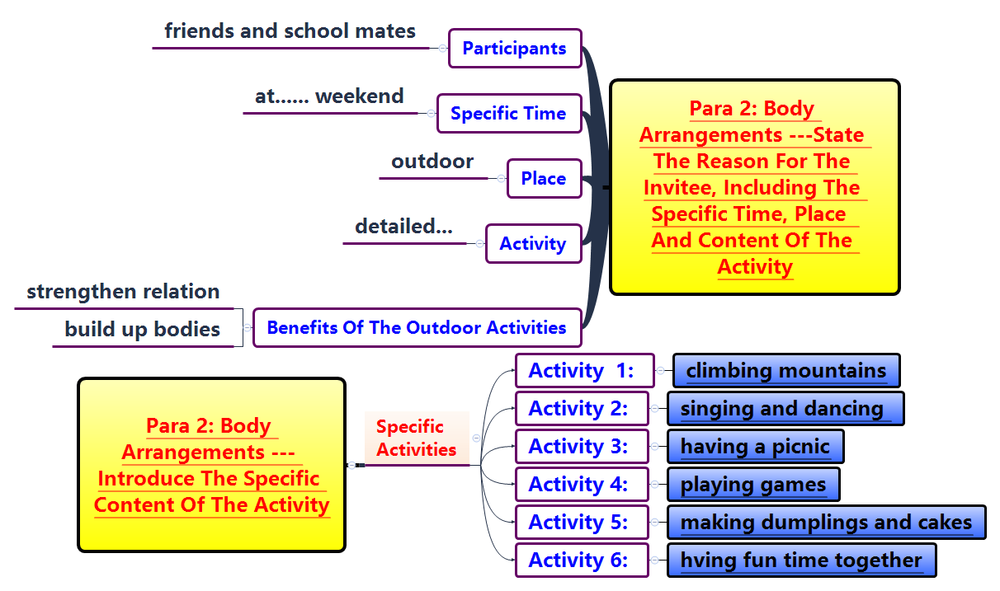 friends and school mates
Participants
at...... weekend
Specific Time
outdoor
Place
detailed...
Activity
strengthen relation
build up bodies
Benefits Of The Outdoor Activities
Para 2: Body
Arrangements ---State
The Reason For The
Invitee, Including The
Specific Time, Place
And Content Of The
Activity
Para 2: Body
Arrangements ---
Introduce The Specific
Content Of The Activity
Specific
Activities
Activity 1: climbing mountains
Activity 2: singing and dancing
Activity 3: having a picnic
Activity 4: playing games
Activity 5: making dumplings and cakes
Activity 6: hving fun time together